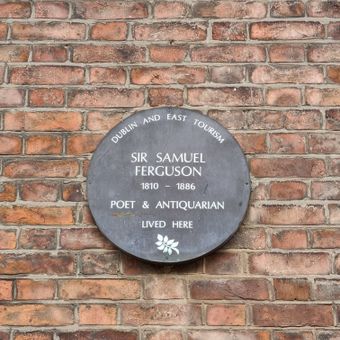 DUBLIN AND EAST TOURISM
SIR SAMUEL
FERGUSON
1810 - 1886
POET & ANTIQUARIAN
LIVED HERE